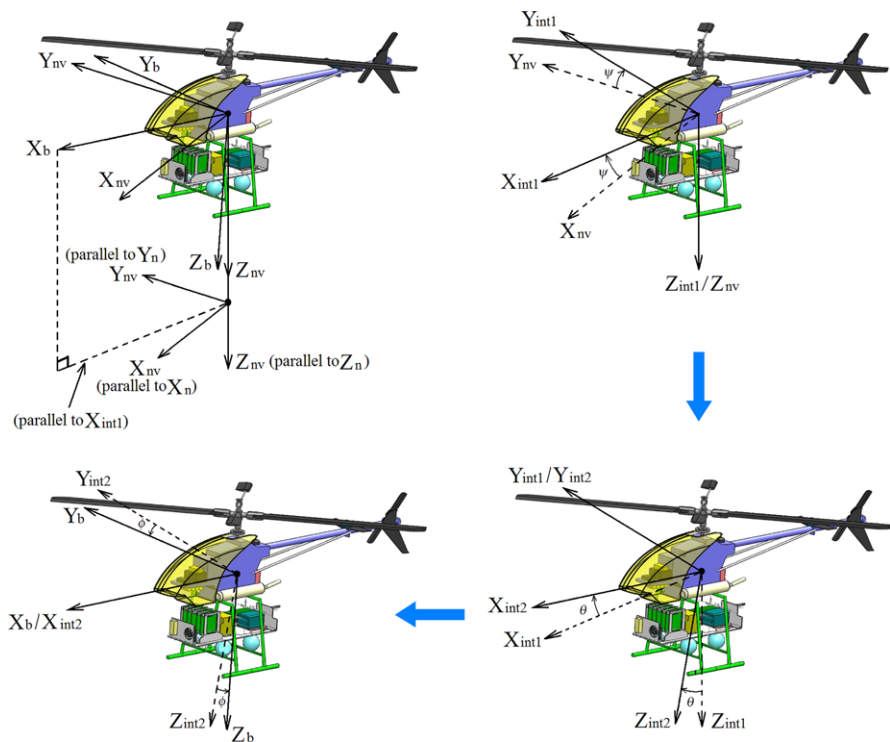 Ynv
Yb
Xb
Xnv
Zb
Znv
(parallel to Yn)
Ynv
Xnv
(parallel to Xn)
Znv (parallel to Zn)
(parallel to Xint1)
Yint1
Ynv
ψ
Xint1
ψ
Xnv
Zint1/Znv
Yint2
Yb
ϕ
Xb/Xint2
Zint2
ϕ
Zb
Yint1/Yint2
Xint2
θ
Xint1
Zint2
θ
Zint1